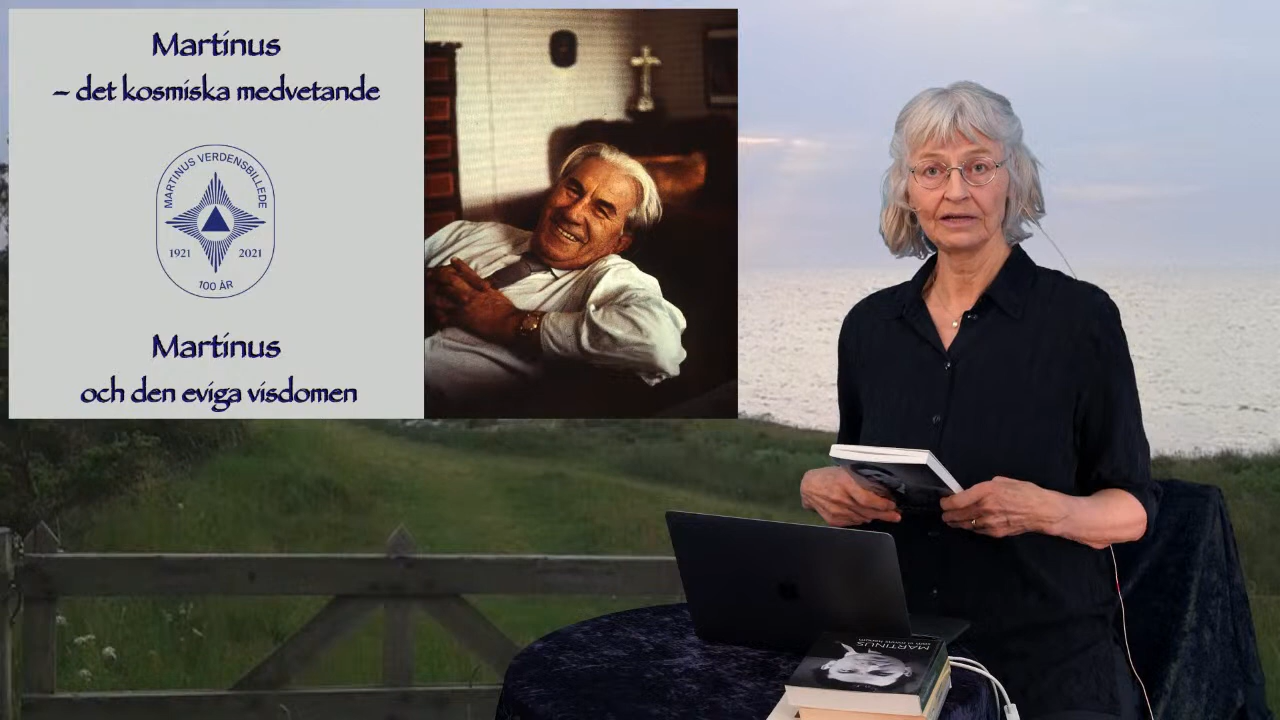 Martinus
– det kosmiska medvetande
MARTINUS VERDENSBILLEDE
1921 2021
100 ÅR
Martinus
och den eviga visdomen
MARTINUS